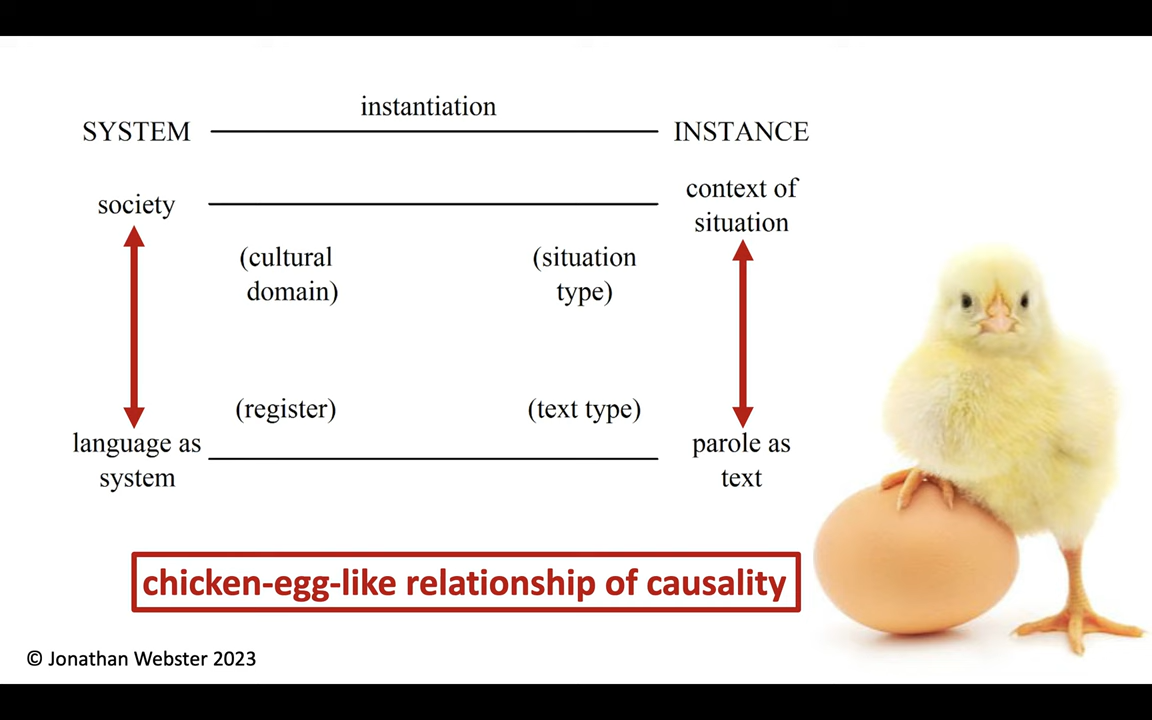 instantiation
SYSTEM INSTANCE
society
context of
situation
(cultural
domain)
(situation
type)
(register)
(text type)
language as
system
parole as
text
chicken-egg-like relationship of causality
© Jonathan Webster 2023